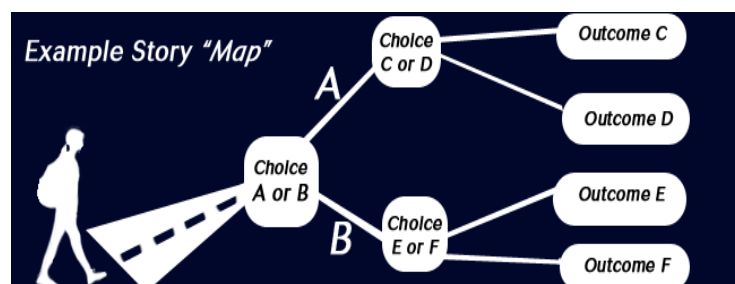 Example Story "Map"
Choice
C or D
Outcome C
A
Outcome D
Choice
A or B
Outcome E
B
Choice
E or F
Outcome F